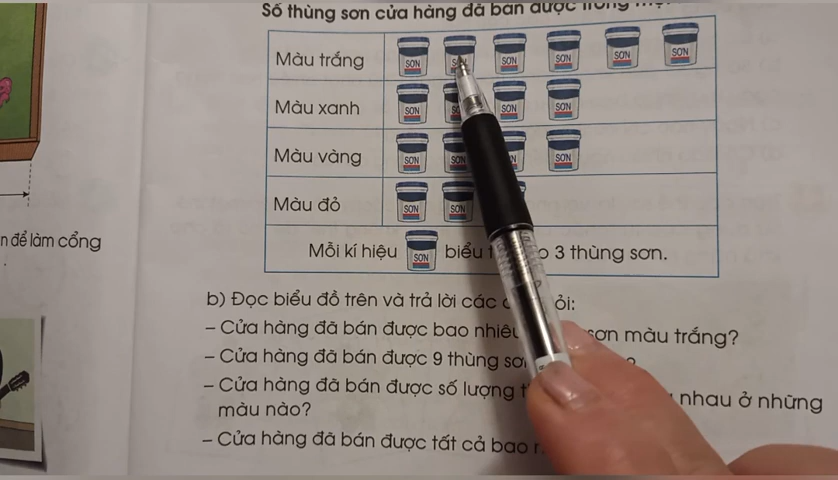 Số thùng sơn cửa hàng đã bán được trong
Màu trắng SƠN SƠN SƠN SƠN SƠN
Màu xanh SƠN SƠN SƠN
Màu vàng SƠN SƠN SƠN
Màu đỏ SƠN SƠN
Mỗi kí hiệu SƠN biểu 3 thùng sơn.
n để làm cổng
b) Đọc biểu đồ trên và trả lời các ỏi:
– Cửa hàng đã bán được bao nhiêu sơn màu trắng?
– Cửa hàng đã bán được 9 thùng sơ ?
– Cửa hàng đã bán được số lượng nhau ở những
màu nào?
– Cửa hàng đã bán được tất cả bao